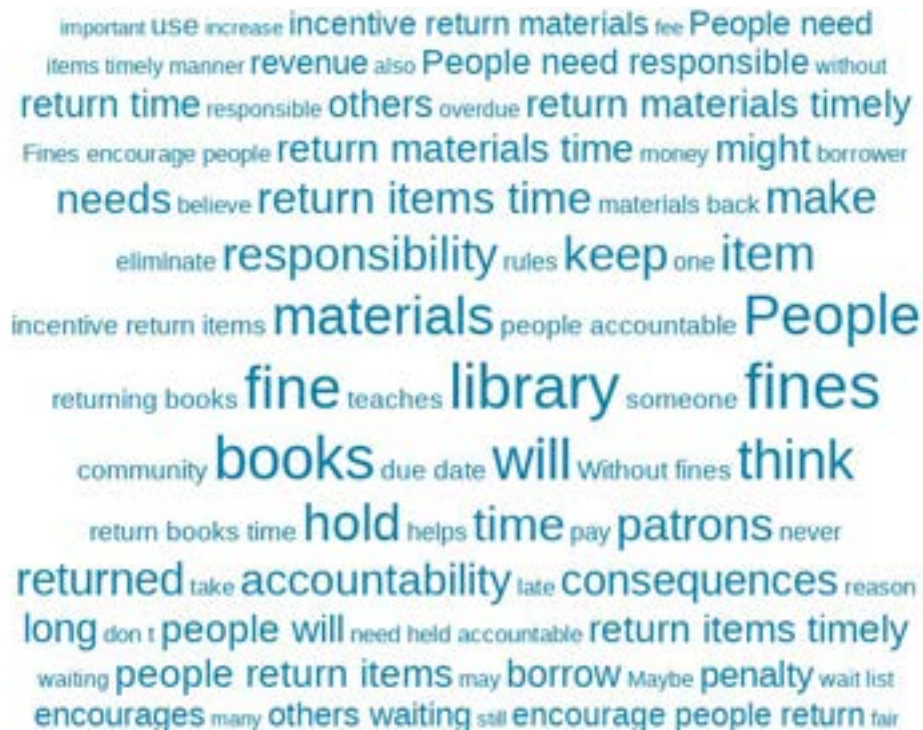 important use increase incentive return materials fee People need
items timely manner revenue also People need responsible without
return time responsible others overdue return materials timely
Fines encourage people return materials time money might borrower
needs believe return items time materials back make
eliminate responsibility rules keep one item
incentive return items materials people accountable People
returning books fine teaches library someone fines
community books due date will Without fines think
return books time hold helps time pay patrons never
returned take accountability late consequences reason
long don t people will need held accountable return items timely
waiting people return items may borrow Maybe penalty wait list
encourages many others waiting still encourage people return fair